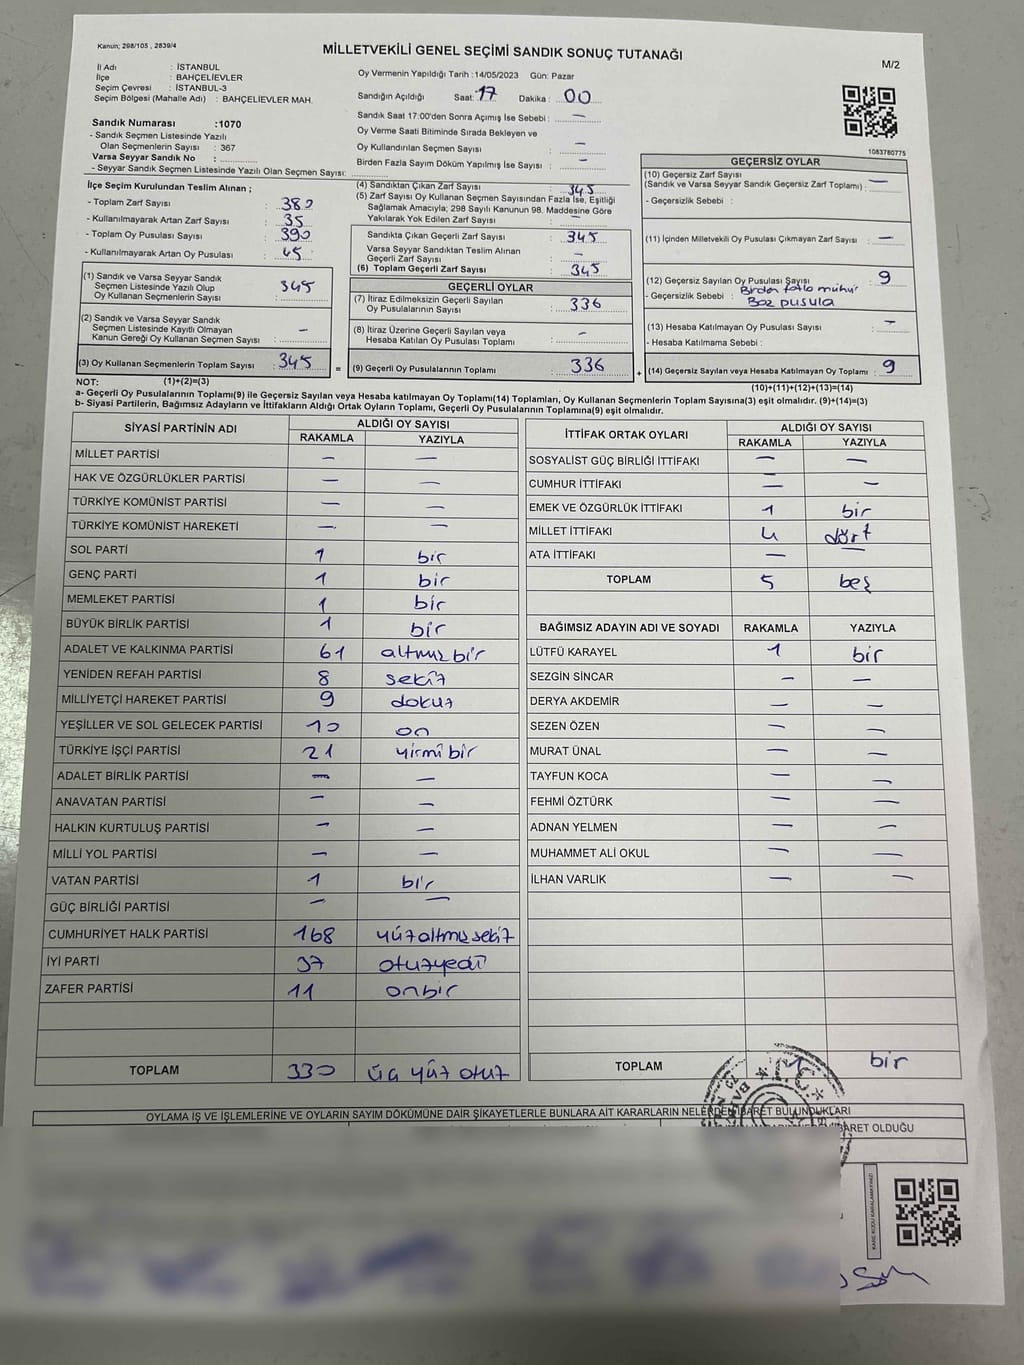 Kanun; 298/105 , 2839/4
MİLLETVEKİLİ GENEL SEÇİMİ SANDIK SONUÇ TUTANAĞI
M/2
İl Adı : İSTANBUL
İlçe : BAHÇELİEVLER
Seçim Çevresi : İSTANBUL-3
Seçim Bölgesi (Mahalle Adı) : BAHÇELİEVLER MAH.
Sandık Numarası :1070
- Sandık Seçmen Listesinde Yazılı
Olan Seçmenlerin Sayısı : 367
Varsa Seyyar Sandık No :
- Seyyar Sandık Seçmen Listesinde Yazılı Olan Seçmen Sayısı:
Oy Vermenin Yapıldığı Tarih :14/05/2023 Gün: Pazar
Sandığın Açıldığı Saat: 17 Dakika : 00
Sandık Saat 17:00'den Sonra Açılmış İse Sebebi : —
Oy Verme Saati Bitiminde Sırada Bekleyen ve
Oy Kullandırılan Seçmen Sayısı : —
Birden Fazla Sayım Döküm Yapılmış İse Sayısı : —
1083780775
İlçe Seçim Kurulundan Teslim Alınan ;
- Toplam Zarf Sayısı : 380
- Kullanılmayarak Artan Zarf Sayısı : 35
- Toplam Oy Pusulası Sayısı : 390
- Kullanılmayarak Artan Oy Pusulası : 45
(1) Sandık ve Varsa Seyyar Sandık
Seçmen Listesinde Yazılı Olup
Oy Kullanan Seçmenlerin Sayısı : 345
(2) Sandık ve Varsa Seyyar Sandık
Seçmen Listesinde Kayıtlı Olmayan
Kanun Gereği Oy Kullanan Seçmen Sayısı : —
(3) Oy Kullanan Seçmenlerin Toplam Sayısı : 345
(4) Sandıktan Çıkan Zarf Sayısı : 345
(5) Zarf Sayısı Oy Kullanan Seçmen Sayısından Fazla İse, Eşitliği
Sağlamak Amacıyla; 298 Sayılı Kanunun 98. Maddesine Göre
Yakılarak Yok Edilen Zarf Sayısı : —
Sandıkta Çıkan Geçerli Zarf Sayısı : 345
Varsa Seyyar Sandıktan Teslim Alınan
Geçerli Zarf Sayısı : —
(6) Toplam Geçerli Zarf Sayısı : 345
GEÇERLİ OYLAR
(7) İtiraz Edilmeksizin Geçerli Sayılan
Oy Pusulalarının Sayısı : 336
(8) İtiraz Üzerine Geçerli Sayılan veya
Hesaba Katılan Oy Pusulası Toplamı : —
= (9) Geçerli Oy Pusulalarının Toplamı : 336
GEÇERSİZ OYLAR
(10) Geçersiz Zarf Sayısı : —
(Sandık ve Varsa Seyyar Sandık Geçersiz Zarf Toplamı)
- Geçersizlik Sebebi :
(11) İçinden Milletvekili Oy Pusulası Çıkmayan Zarf Sayısı : —
(12) Geçersiz Sayılan Oy Pusulası Sayısı : 9
- Geçersizlik Sebebi : Birden fazla mühür
Boz pusula
(13) Hesaba Katılmayan Oy Pusulası Sayısı : —
- Hesaba Katılmama Sebebi :
+ (14) Geçersiz Sayılan veya Hesaba Katılmayan Oy Toplamı : 9
NOT: (1)+(2)=(3)
(10)+(11)+(12)+(13)=(14)
a- Geçerli Oy Pusulalarının Toplamı(9) ile Geçersiz Sayılan veya Hesaba katılmayan Oy Toplamı(14) Toplamları, Oy Kullanan Seçmenlerin Toplam Sayısına(3) eşit olmalıdır. (9)+(14)=(3)
b- Siyasi Partilerin, Bağımsız Adayların ve İttifakların Aldığı Ortak Oyların Toplamı, Geçerli Oy Pusulalarının Toplamına(9) eşit olmalıdır.
SİYASİ PARTİNİN ADI ALDIĞI OY SAYISI
RAKAMLA YAZIYLA
MİLLET PARTİSİ — —
HAK VE ÖZGÜRLÜKLER PARTİSİ — —
TÜRKİYE KOMÜNİST PARTİSİ — —
TÜRKİYE KOMÜNİST HAREKETİ — —
SOL PARTİ 1 bir
GENÇ PARTİ 1 bir
MEMLEKET PARTİSİ 1 bir
BÜYÜK BİRLİK PARTİSİ 1 bir
ADALET VE KALKINMA PARTİSİ 61 altmış bir
YENİDEN REFAH PARTİSİ 8 sekiz
MİLLİYETÇİ HAREKET PARTİSİ 9 dokuz
YEŞİLLER VE SOL GELECEK PARTİSİ 10 on
TÜRKİYE İŞÇİ PARTİSİ 21 yirmi bir
ADALET BİRLİK PARTİSİ — —
ANAVATAN PARTİSİ — —
HALKIN KURTULUŞ PARTİSİ — —
MİLLİ YOL PARTİSİ — —
VATAN PARTİSİ 1 bir
GÜÇ BİRLİĞİ PARTİSİ — —
CUMHURİYET HALK PARTİSİ 168 yüzaltmışsekiz
İYİ PARTİ 37 otuzyedi
ZAFER PARTİSİ 11 onbir
TOPLAM 330 üç yüz otuz
İTTİFAK ORTAK OYLARI ALDIĞI OY SAYISI
RAKAMLA YAZIYLA
SOSYALİST GÜÇ BİRLİĞİ İTTİFAKI — —
CUMHUR İTTİFAKI — —
EMEK VE ÖZGÜRLÜK İTTİFAKI 1 bir
MİLLET İTTİFAKI 4 dört
ATA İTTİFAKI — —
TOPLAM 5 beş
BAĞIMSIZ ADAYIN ADI VE SOYADI RAKAMLA YAZIYLA
LÜTFÜ KARAYEL 1 bir
SEZGİN SİNCAR — —
DERYA AKDEMİR — —
SEZEN ÖZEN — —
MURAT ÜNAL — —
TAYFUN KOCA — —
FEHMİ ÖZTÜRK — —
ADNAN YELMEN — —
MUHAMMET ALİ OKUL — —
İLHAN VARLIK — —
TOPLAM 1 bir
OYLAMA İŞ VE İŞLEMLERİNE VE OYLARIN SAYIM DÖKÜMÜNE DAİR ŞİKAYETLERLE BUNLARA AİT KARARLARIN NELERDEN İBARET BULUNDUKLARI
İBARET OLDUĞU
KARE KODU KARALAMAYINIZ!